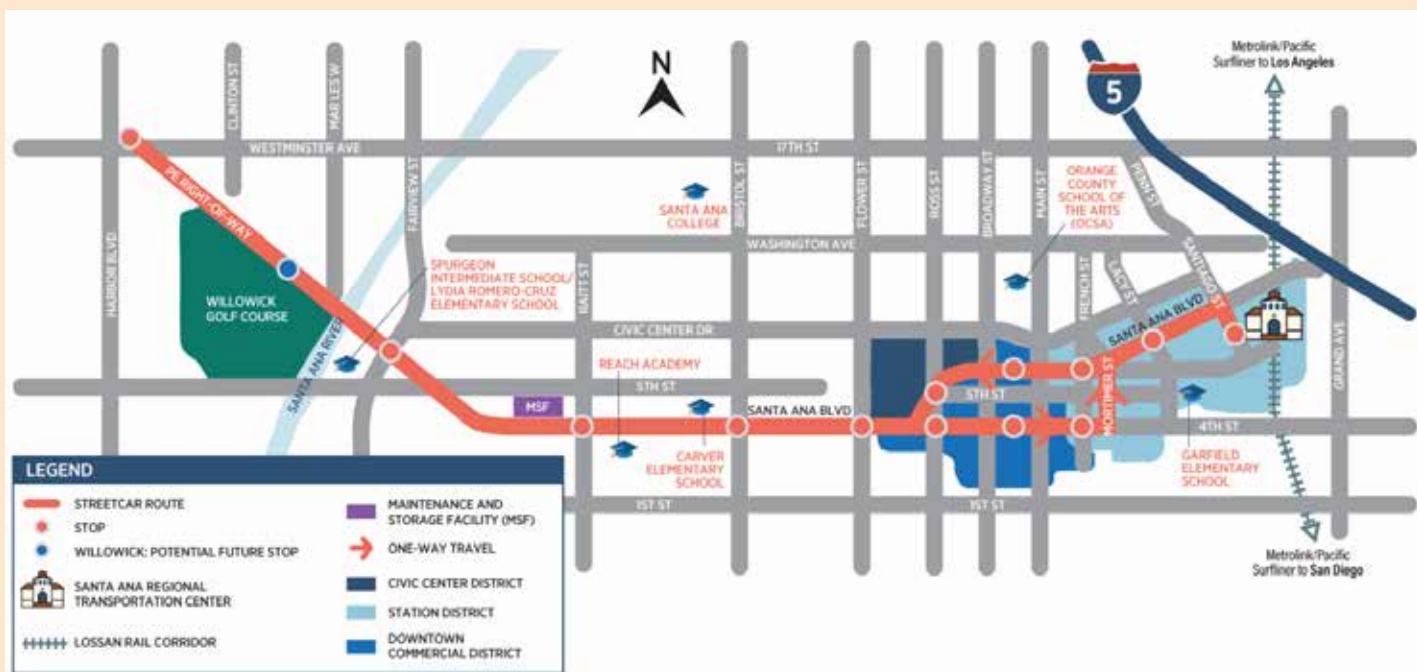 N
Metrolink/Pacific
Surfliner to Los Angeles
5
CLINTON ST
WESTMINSTER AVE
17TH ST
PE RIGHT-OF-WAY
HARBOR BLVD
FAIRVIEW ST
BRISTOL ST
FLOWER ST
ROSS ST
BROADWAY ST
MAIN ST
PENN ST
ORANGE
COUNTY
SCHOOL OF
THE ARTS
(OCSA)
SANTA ANA
COLLEGE
WASHINGTON AVE
SPURGEON
INTERMEDIATE SCHOOL/
LYDIA ROMERO-CRUZ
ELEMENTARY SCHOOL
WILLOWICK
GOLF COURSE
SANTA ANA RIVER
RAITT ST
FRENCH ST
LACY ST
SANTIAGO ST
SANTA ANA BLVD
CIVIC CENTER DR
GRAND AVE
REACH ACADEMY
5TH ST
5TH ST
MORTIMER ST
MSF
SANTA ANA BLVD
4TH ST
CARVER
ELEMENTARY
SCHOOL
GARFIELD
ELEMENTARY
SCHOOL
1ST ST
1ST ST
Metrolink/Pacific
Surfliner to San Diego
LEGEND
STREETCAR ROUTE
STOP
WILLOWICK: POTENTIAL FUTURE STOP
SANTA ANA REGIONAL
TRANSPORTATION CENTER
LOSSAN RAIL CORRIDOR
MAINTENANCE AND
STORAGE FACILITY (MSF)
ONE-WAY TRAVEL
CIVIC CENTER DISTRICT
STATION DISTRICT
DOWNTOWN
COMMERCIAL DISTRICT